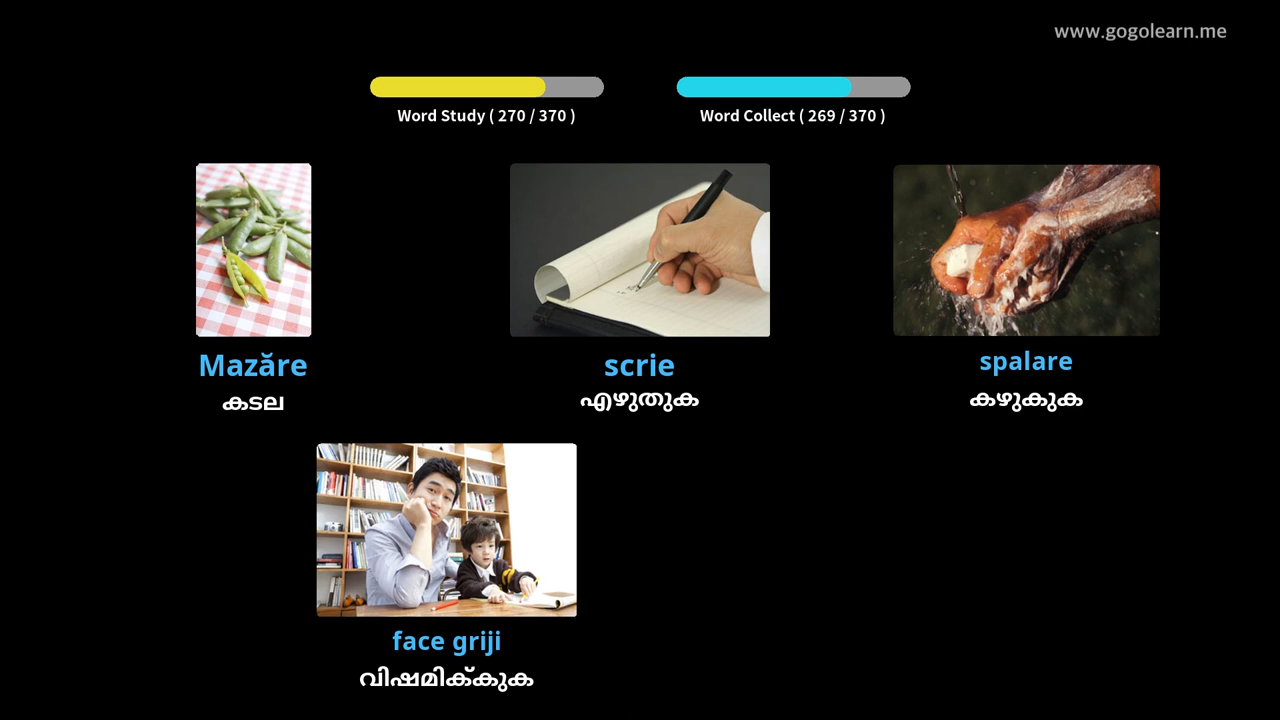 www.gogolearn.me
Word Study ( 270 / 370 )
Word Collect ( 269 / 370 )
Mazăre
കടല
scrie
എഴുതുക
spalare
കഴുകുക
face griji
വിഷമിക്കുക